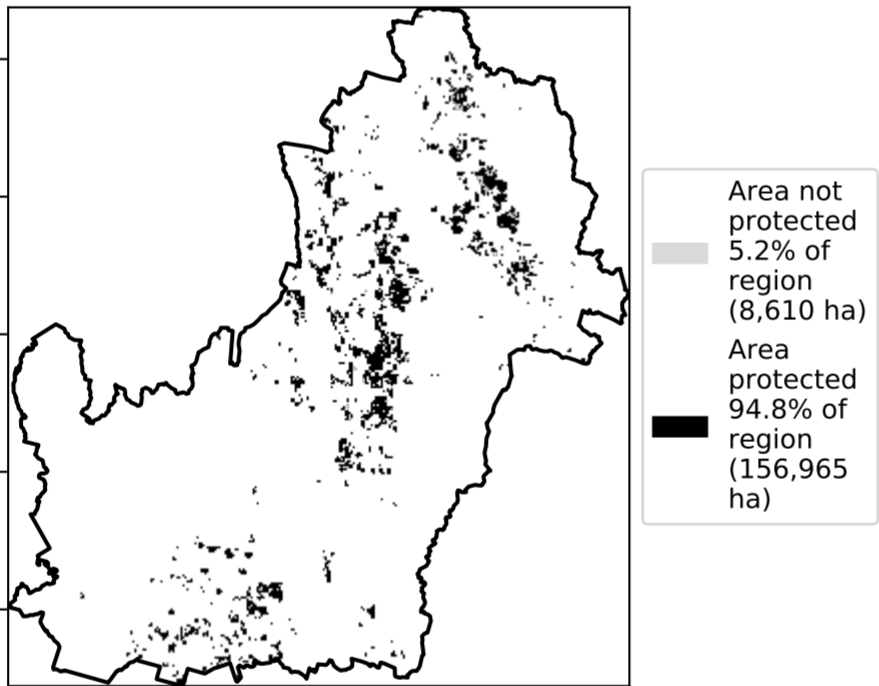 Area not
protected
5.2% of
region
(8,610 ha)
Area
protected
94.8% of
region
(156,965
ha)